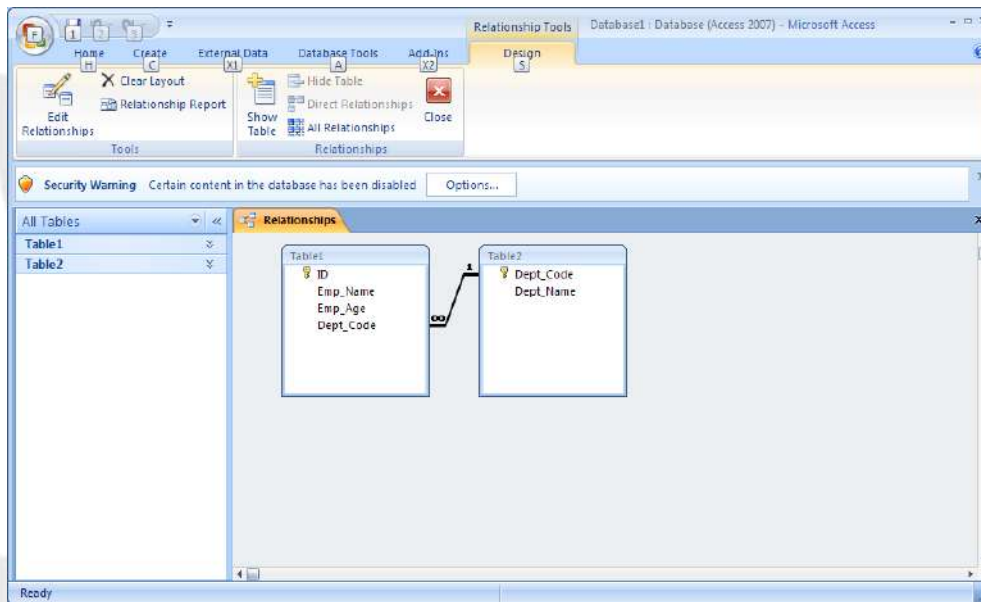 Relationship Tools
Database1 : Database (Access 2007) - Microsoft Access
1 2 3
Home Create External Data Database Tools Add-Ins Design
F H C X1 A X2 S
Edit Relationships
Clear Layout
Relationship Report
Tools
Show Table
Hide Table
Direct Relationships
All Relationships
Close
Relationships
Security Warning Certain content in the database has been disabled Options...
All Tables
Table1
Table2
Relationships
Table1
ID
Emp_Name
Emp_Age
Dept_Code
∞
1
Table2
Dept_Code
Dept_Name
Ready